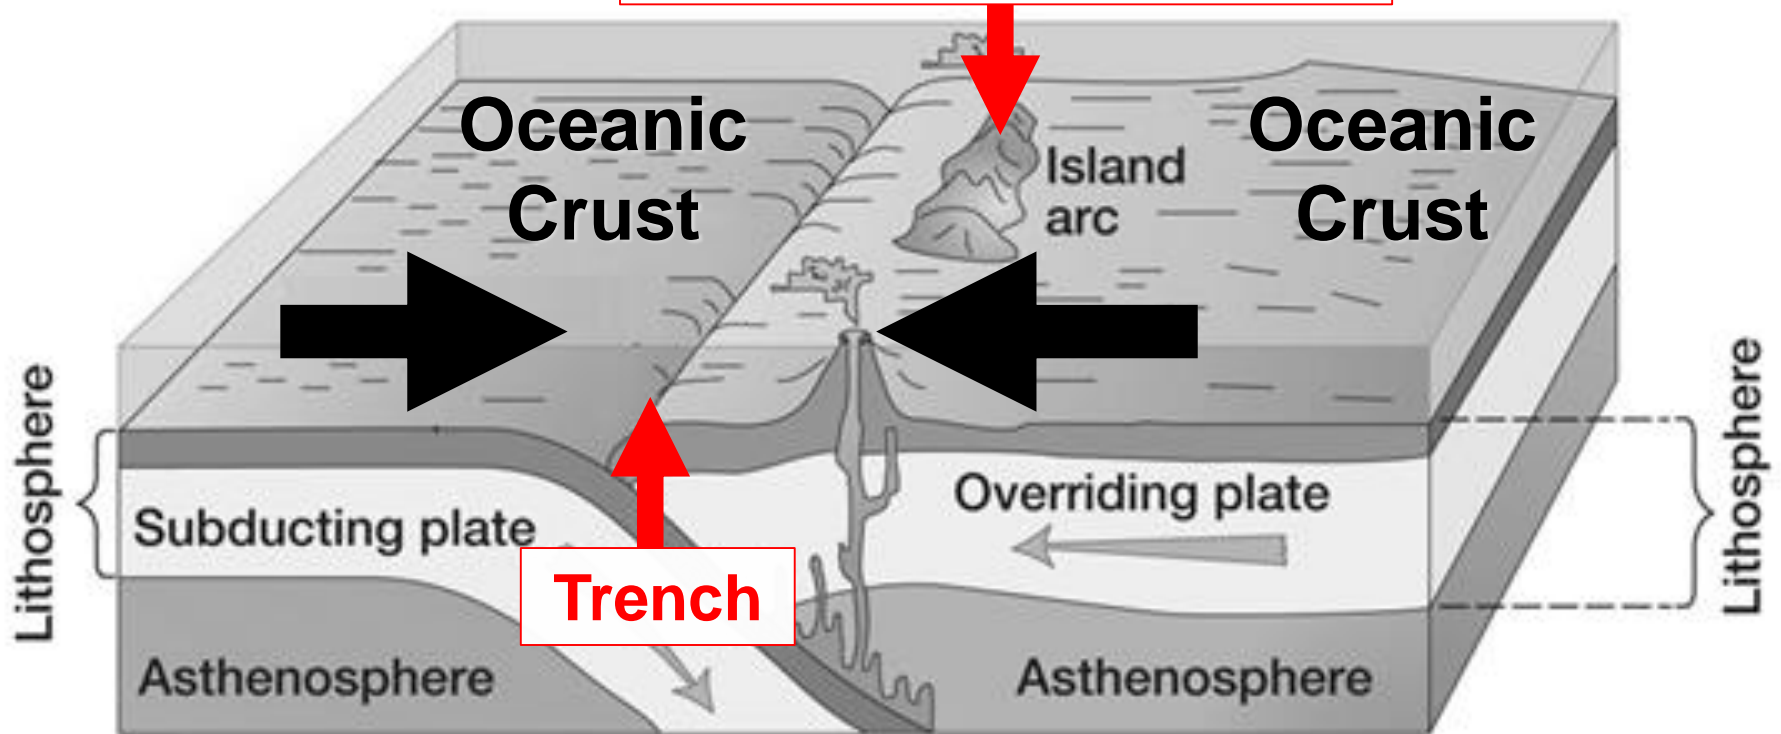 Oceanic
Crust
Oceanic
Crust
Island
arc
Lithosphere
Lithosphere
Subducting plate
Overriding plate
Trench
Asthenosphere
Asthenosphere